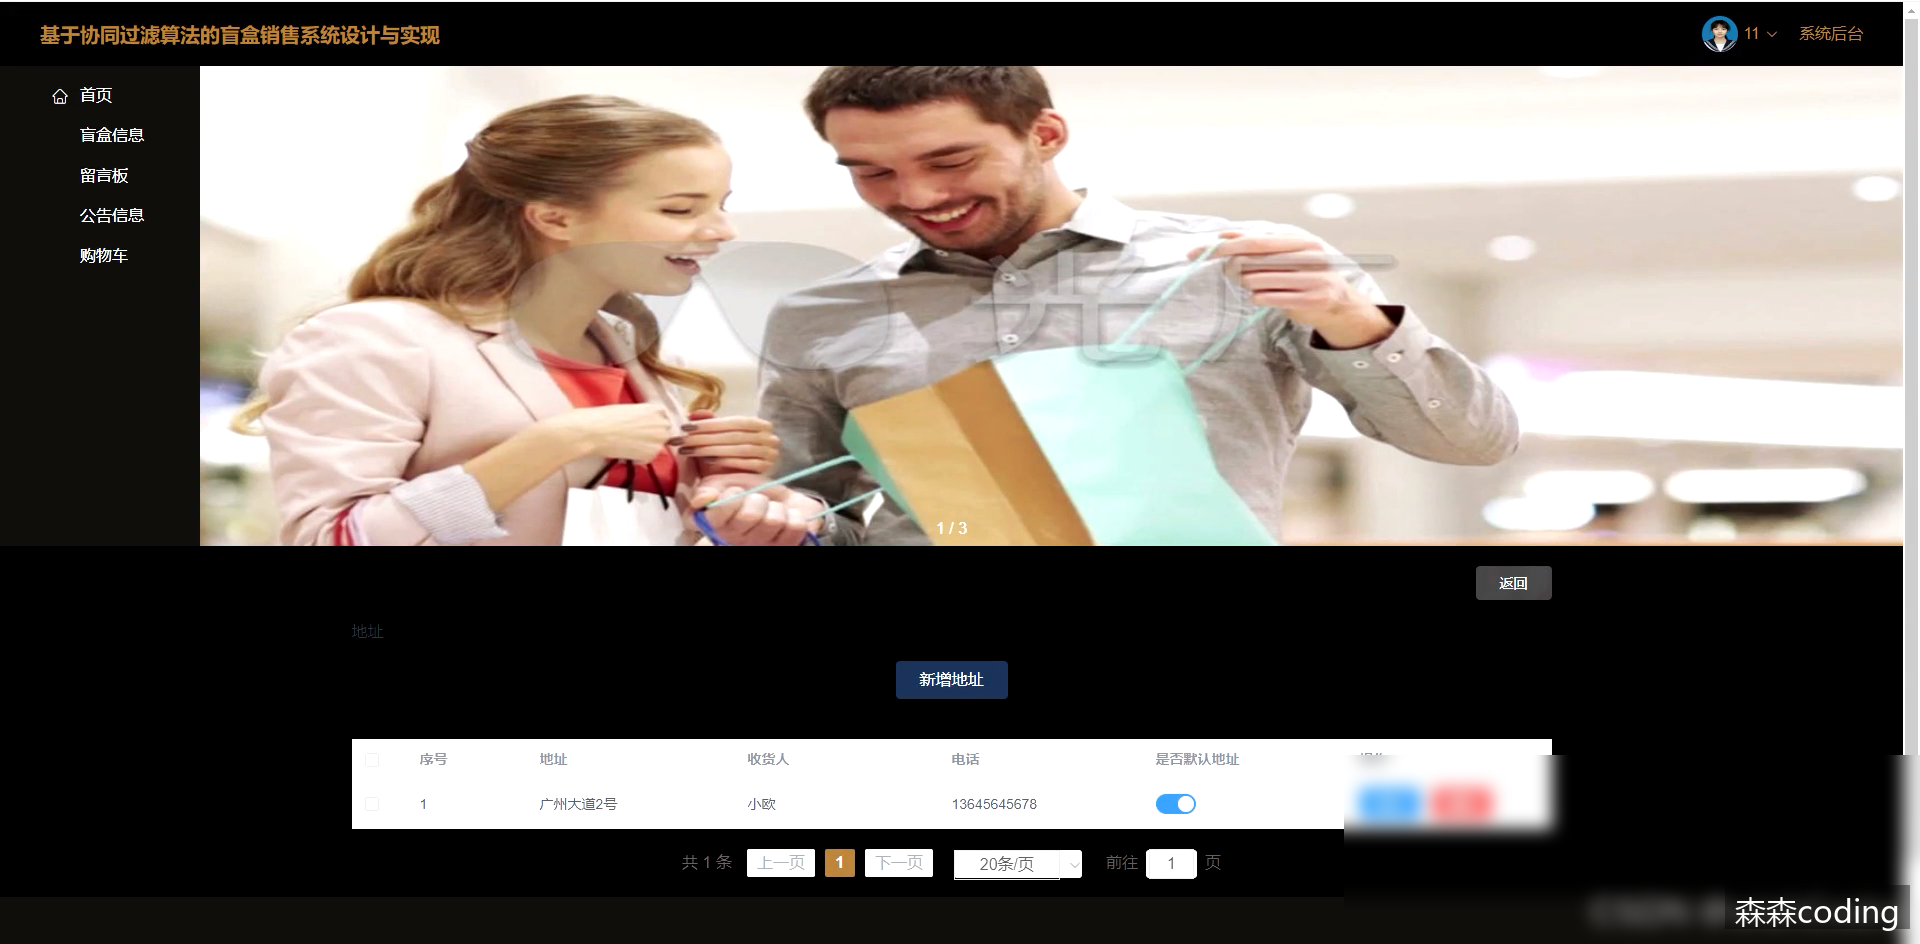 基于协同过滤算法的盲盒销售系统设计与实现
11
系统后台
首页
盲盒信息
留言板
公告信息
购物车
光厂
1 / 3
返回
地址
新增地址
序号 地址 收货人 电话 是否默认地址
1 广州大道2号 小欧 13645645678
共 1 条 上一页 1 下一页 20条/页 前往 1 页
森森coding